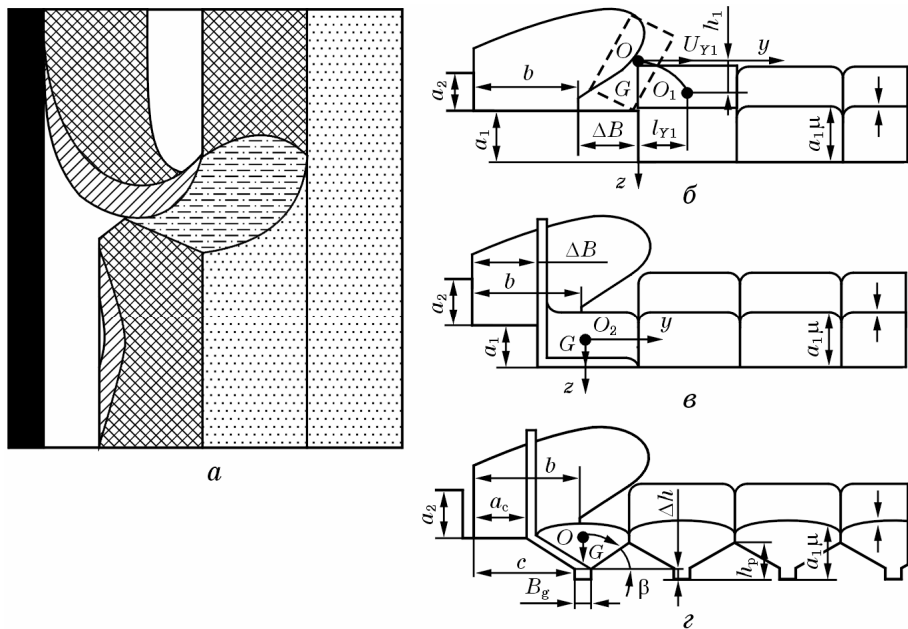 h₁
O
U_Y1
y
b
a₂
G
O₁
a₁
ΔB
l_Y1
a₁μ
z
б
ΔB
b
a₂
a₁
O₂
y
G
a₁μ
z
в
а
b
a₂
a_c
Δh
O
G
c
h_p
a₁μ
B_g
β
г